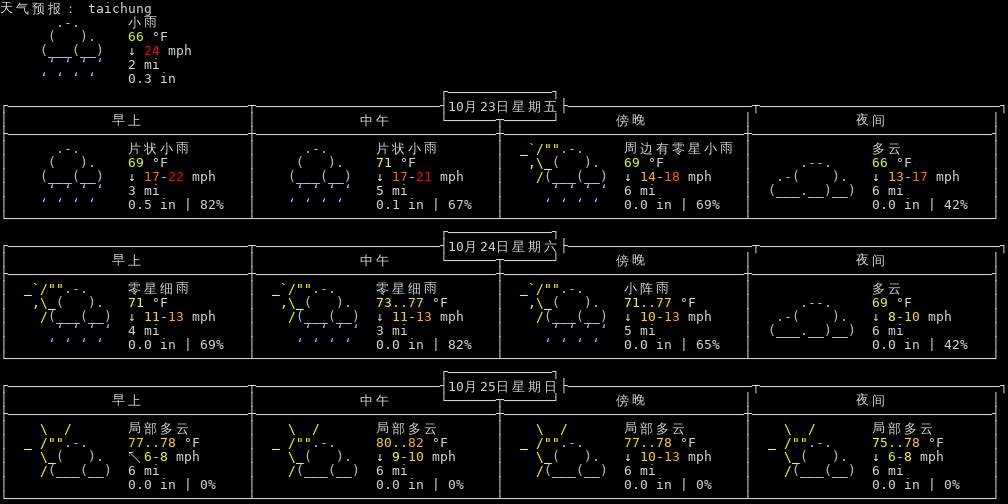 天气预报： taichung
小雨
66 °F
↓ 24 mph
2 mi
0.3 in
10月23日星期五
早上 中午 傍晚 夜间
片状小雨 片状小雨 周边有零星小雨 多云
69 °F 71 °F 69 °F 66 °F
↓ 17-22 mph ↓ 17-21 mph ↓ 14-18 mph ↓ 13-17 mph
3 mi 5 mi 6 mi 6 mi
0.5 in | 82% 0.1 in | 67% 0.0 in | 69% 0.0 in | 42%
10月24日星期六
早上 中午 傍晚 夜间
零星细雨 零星细雨 小阵雨 多云
71 °F 73..77 °F 71..77 °F 69 °F
↓ 11-13 mph ↓ 11-13 mph ↓ 10-13 mph ↓ 8-10 mph
4 mi 3 mi 5 mi 6 mi
0.0 in | 69% 0.0 in | 82% 0.0 in | 65% 0.0 in | 42%
10月25日星期日
早上 中午 傍晚 夜间
局部多云 局部多云 局部多云 局部多云
77..78 °F 80..82 °F 77..78 °F 75..78 °F
↖ 6-8 mph ↓ 9-10 mph ↓ 10-13 mph ↓ 6-8 mph
6 mi 6 mi 6 mi 6 mi
0.0 in | 0% 0.0 in | 0% 0.0 in | 0% 0.0 in | 0%